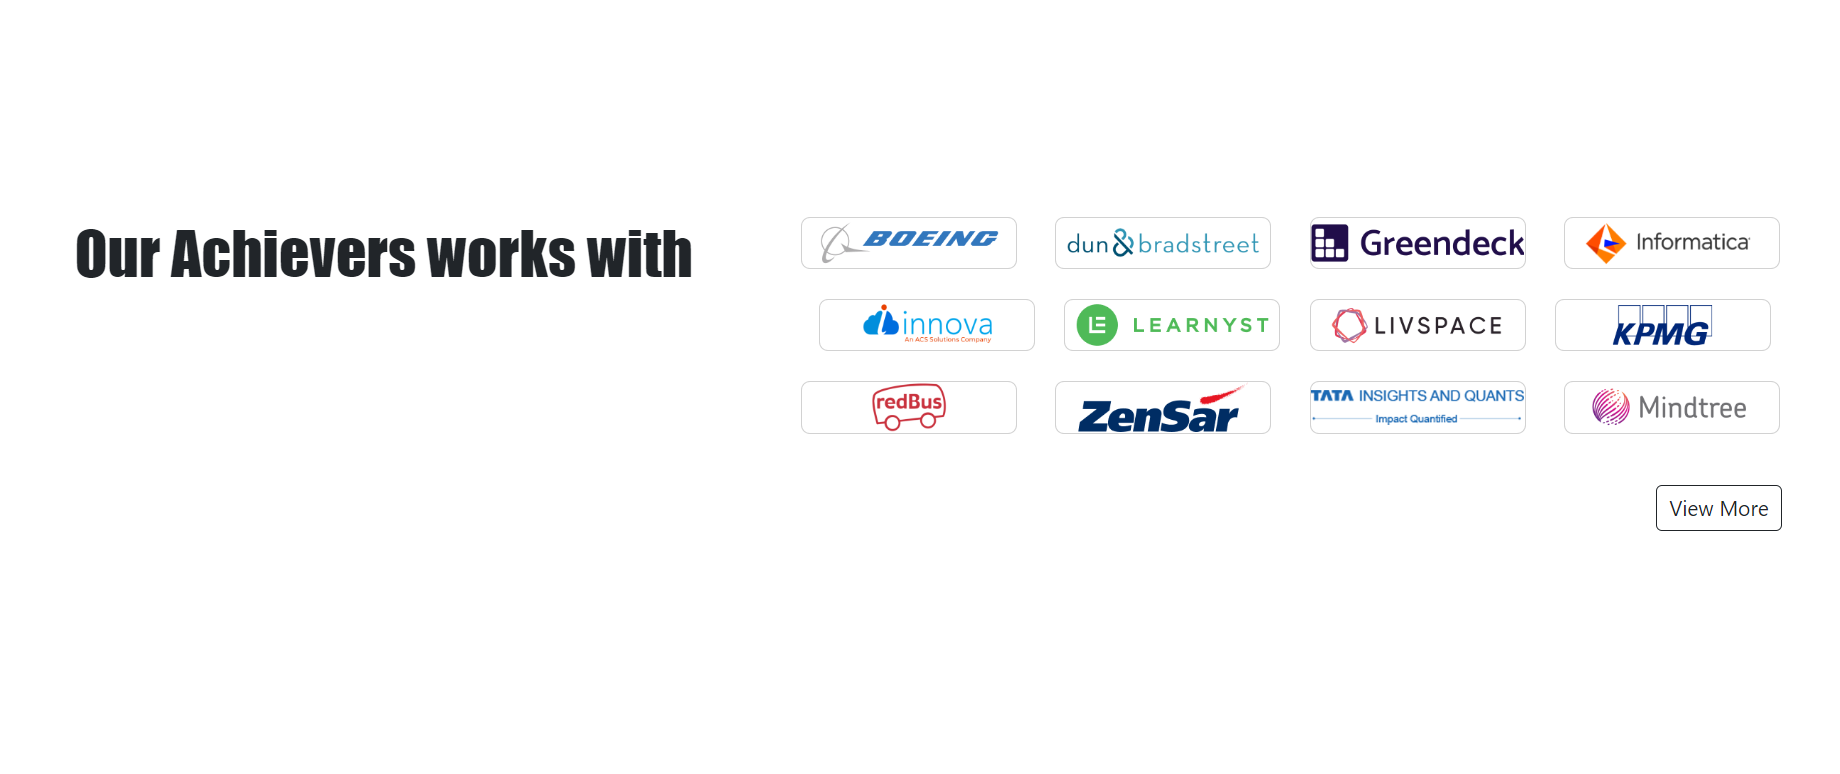 Our Achievers works with
BOEING
dun & bradstreet
Greendeck
Informatica
innova
An ACS Solutions Company
LEARNYST
LIVSPACE
KPMG
redBus
ZenSar
TATA INSIGHTS AND QUANTS
Impact Quantified
Mindtree
View More